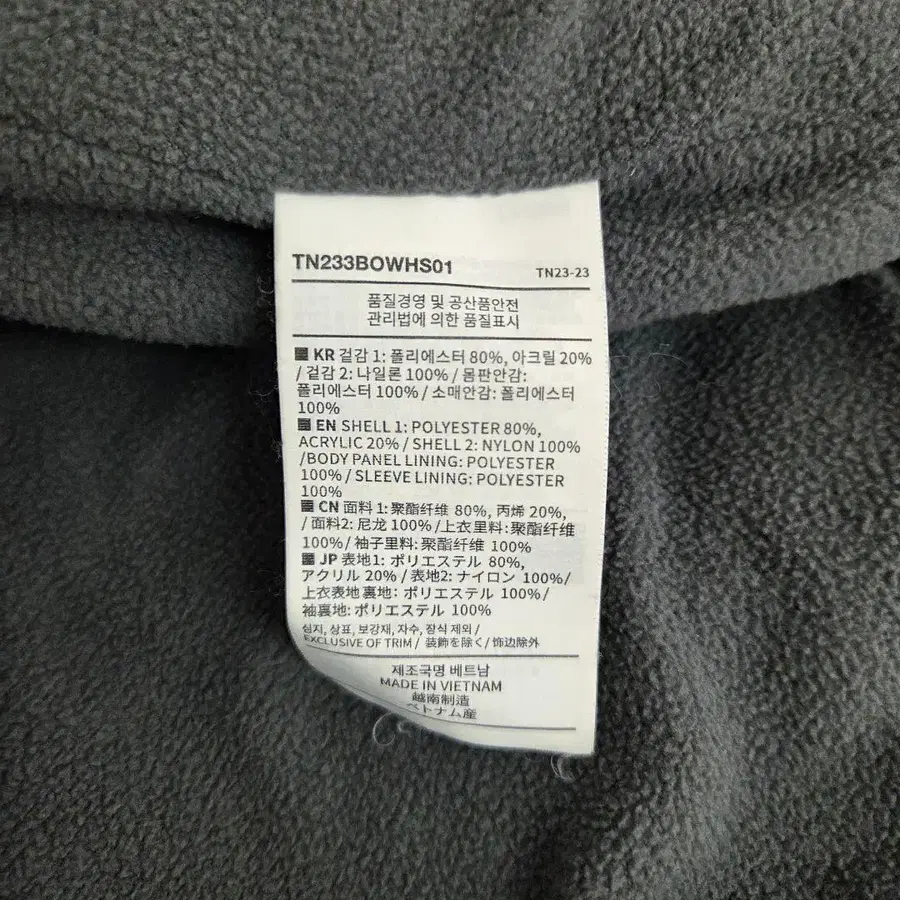 TN233BOWHS01
TN23-23
품질경영 및 공산품안전
관리법에 의한 품질표시
KR 겉감 1: 폴리에스터 80%, 아크릴 20%
/ 겉감 2: 나일론 100% / 몸판안감:
폴리에스터 100% / 소매안감: 폴리에스터
100%
EN SHELL 1: POLYESTER 80%,
ACRYLIC 20% / SHELL 2: NYLON 100%
/BODY PANEL LINING: POLYESTER
100% / SLEEVE LINING: POLYESTER
100%
CN 面料 1: 聚酯纤维 80%, 丙烯 20%,
/ 面料2: 尼龙 100% /上衣里料:聚酯纤维
100%/ 袖子里料: 聚酯纤维 100%
JP 表地1: ポリエステル 80%,
アクリル 20% / 表地2: ナイロン 100%/
上衣表地 裏地: ポリエステル 100% /
袖裏地: ポリエステル 100%
심지, 상표, 보강재, 자수, 장식 제외 /
EXCLUSIVE OF TRIM / 装飾を除く/ 饰边除外
제조국명 베트남
MADE IN VIETNAM
越南制造
ベトナム産